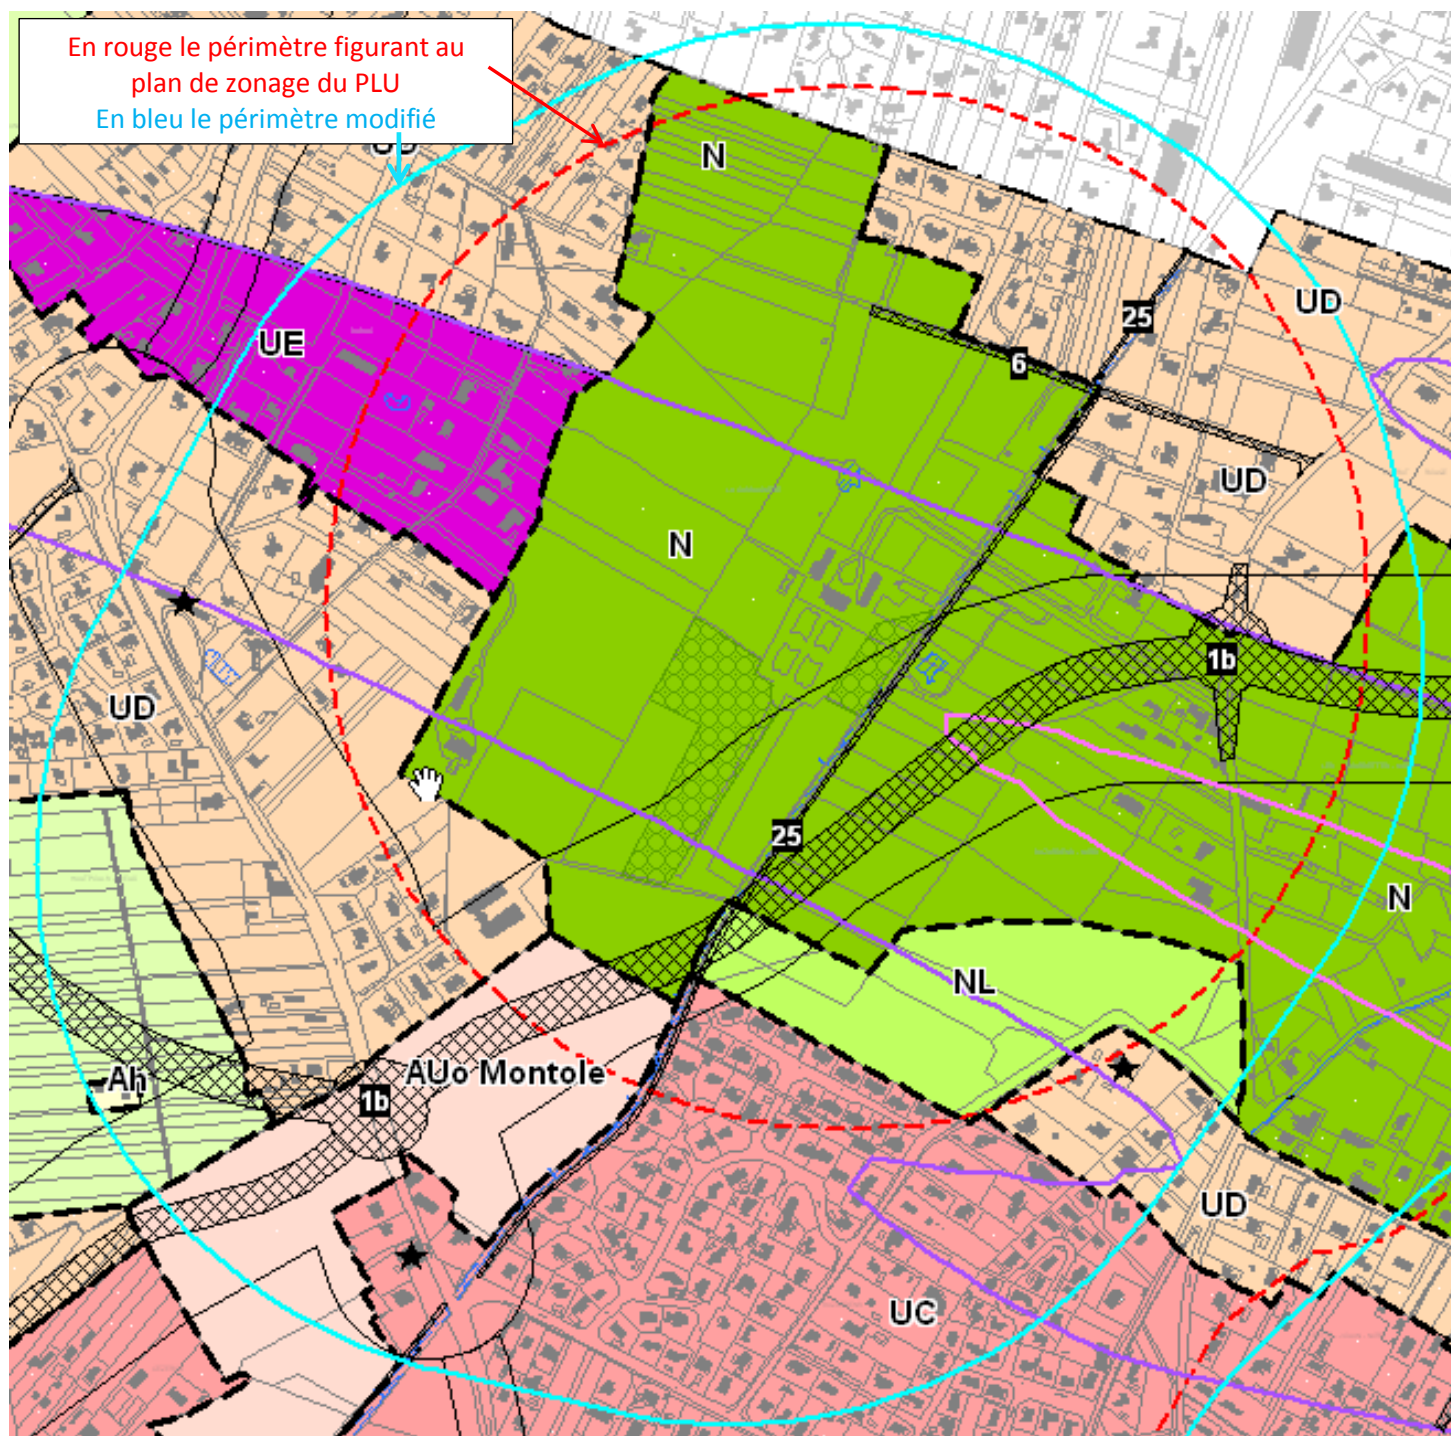 En rouge le périmètre figurant au
plan de zonage du PLU
En bleu le périmètre modifié
N
UD
25
UE
6
UD
N
1b
UD
25
N
NL
Ah
AUo Montole
1b
UD
UC